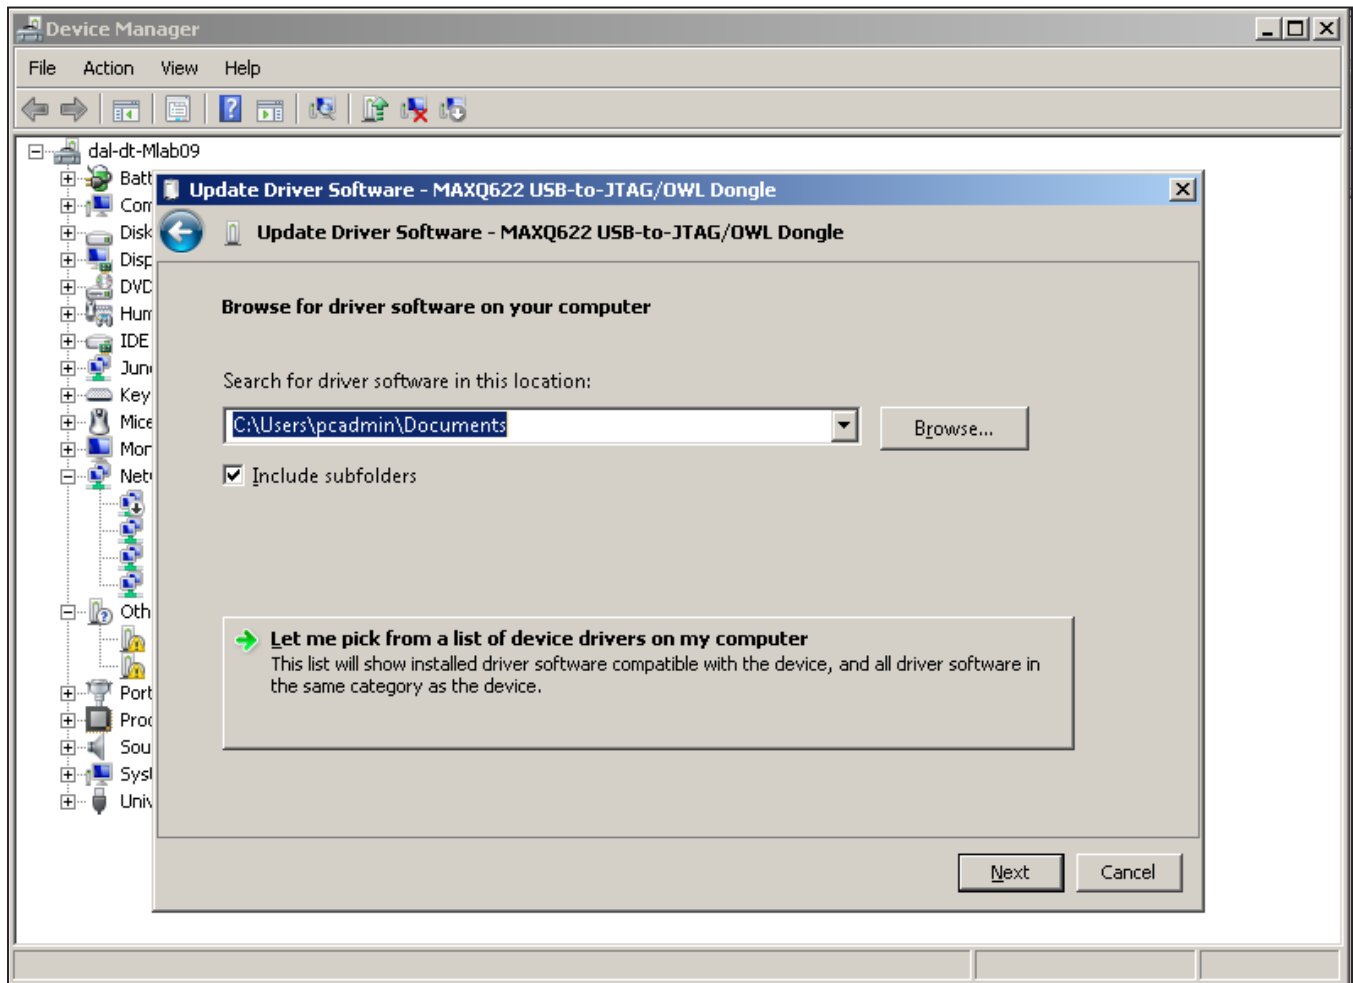 Device Manager
File Action View Help
dal-dt-Mlab09
Batt
Com
Disk
Disp
DVD
Hum
IDE
Key
Mice
Mon
Netw
Oth
Port
Proc
Sou
Syst
Univ
Update Driver Software - MAXQ622 USB-to-JTAG/OWL Dongle
Update Driver Software - MAXQ622 USB-to-JTAG/OWL Dongle
Browse for driver software on your computer
Search for driver software in this location:
C:\Users\pcadmin\Documents
Browse...
Include subfolders
Let me pick from a list of device drivers on my computer
This list will show installed driver software compatible with the device, and all driver software in
the same category as the device.
Next Cancel